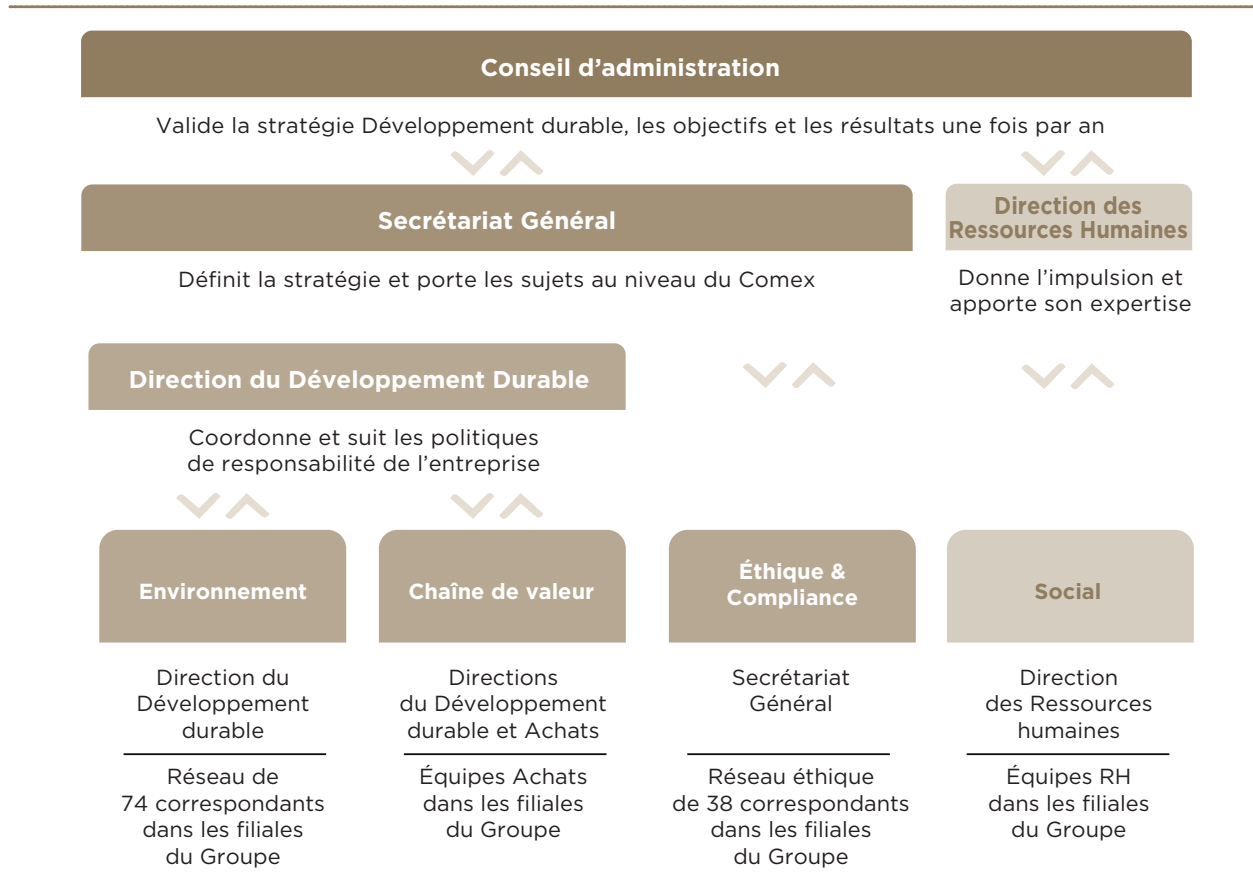 Conseil d’administration
Valide la stratégie Développement durable, les objectifs et les résultats une fois par an
Secrétariat Général
Définit la stratégie et porte les sujets au niveau du Comex
Direction des
Ressources Humaines
Donne l’impulsion et
apporte son expertise
Direction du Développement Durable
Coordonne et suit les politiques
de responsabilité de l’entreprise
Environnement
Direction du
Développement
durable
Réseau de
74 correspondants
dans les filiales
du Groupe
Chaîne de valeur
Directions
du Développement
durable et Achats
Équipes Achats
dans les filiales
du Groupe
Éthique &
Compliance
Secrétariat
Général
Réseau éthique
de 38 correspondants
dans les filiales
du Groupe
Social
Direction
des Ressources
humaines
Équipes RH
dans les filiales
du Groupe